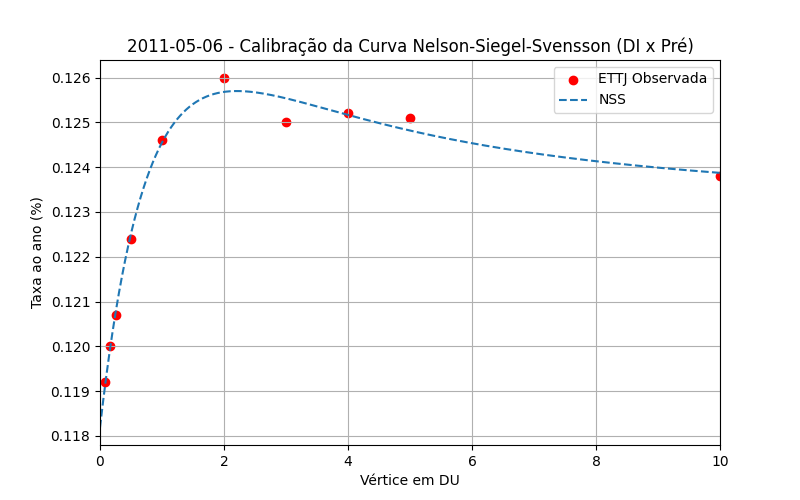 2011-05-06 - Calibração da Curva Nelson-Siegel-Svensson (DI x Pré)
ETTJ Observada
NSS
Taxa ao ano (%)
0.126
0.125
0.124
0.123
0.122
0.121
0.120
0.119
0.118
0 2 4 6 8 10
Vértice em DU